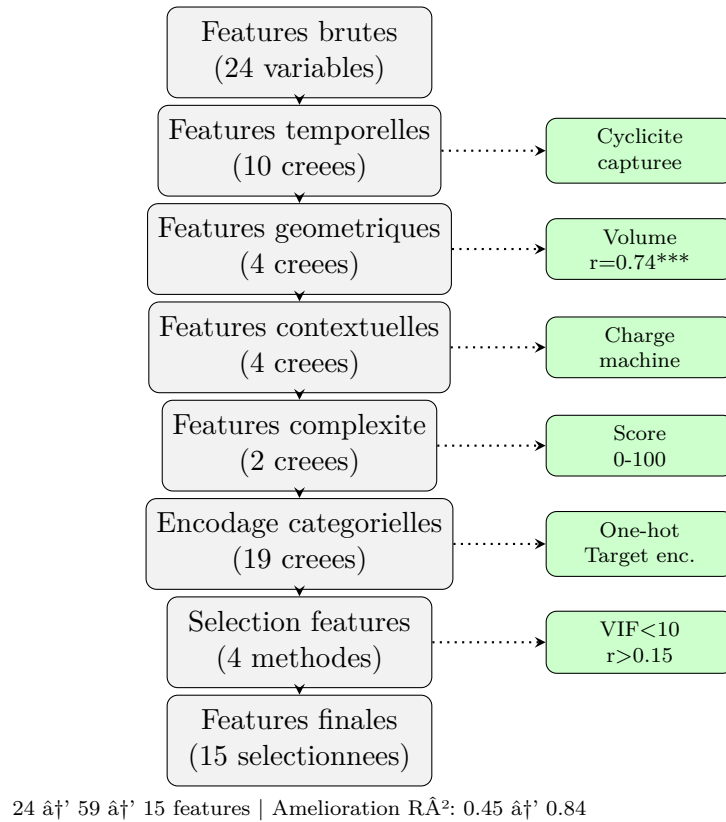 Features brutes
(24 variables)
Features temporelles
(10 creees)
Cyclicite
capturee
Features geometriques
(4 creees)
Volume
r=0.74***
Features contextuelles
(4 creees)
Charge
machine
Features complexite
(2 creees)
Score
0-100
Encodage categorielles
(19 creees)
One-hot
Target enc.
Selection features
(4 methodes)
VIF<10
r>0.15
Features finales
(15 selectionnees)
24 â†’ 59 â†’ 15 features | Amelioration RÂ²: 0.45 â†’ 0.84